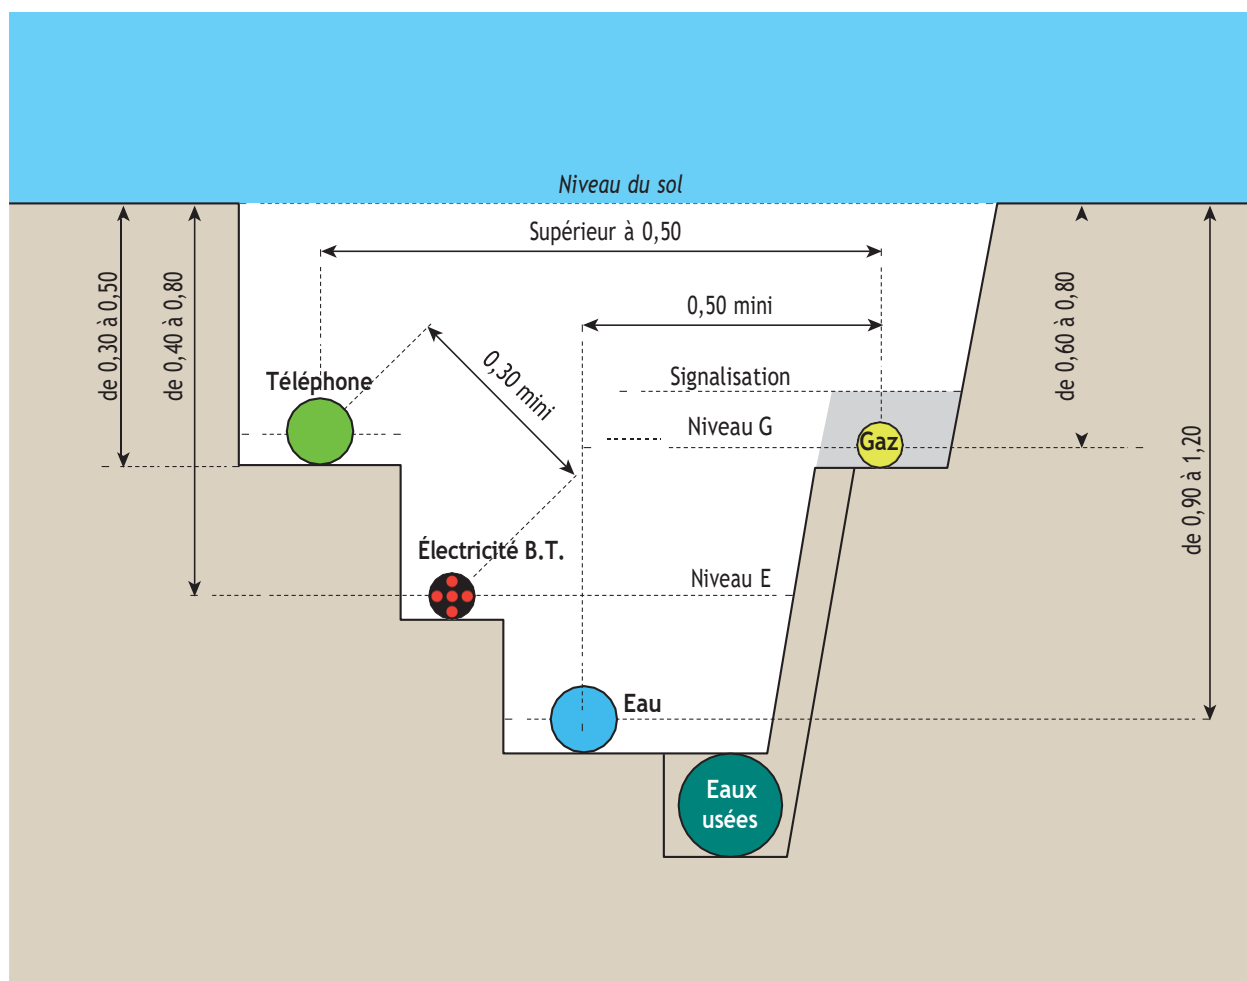 Niveau du sol
Supérieur à 0,50
0,50 mini
de 0,30 à 0,50
de 0,40 à 0,80
de 0,60 à 0,80
0,30 mini
Téléphone
Signalisation
Niveau G
Gaz
de 0,90 à 1,20
Électricité B.T.
Niveau E
Eau
Eaux
usées